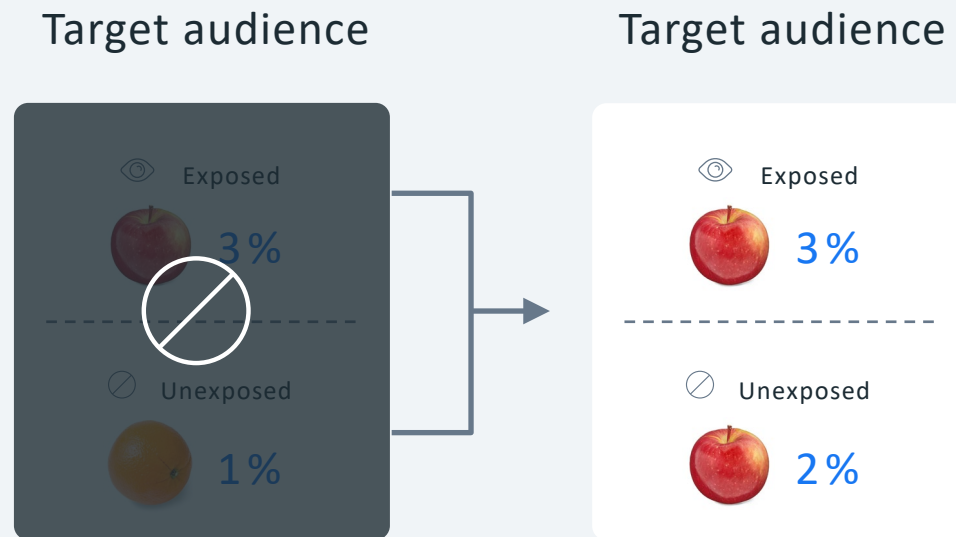 Target audience
Exposed
3%
Unexposed
1%
Target audience
Exposed
3%
Unexposed
2%